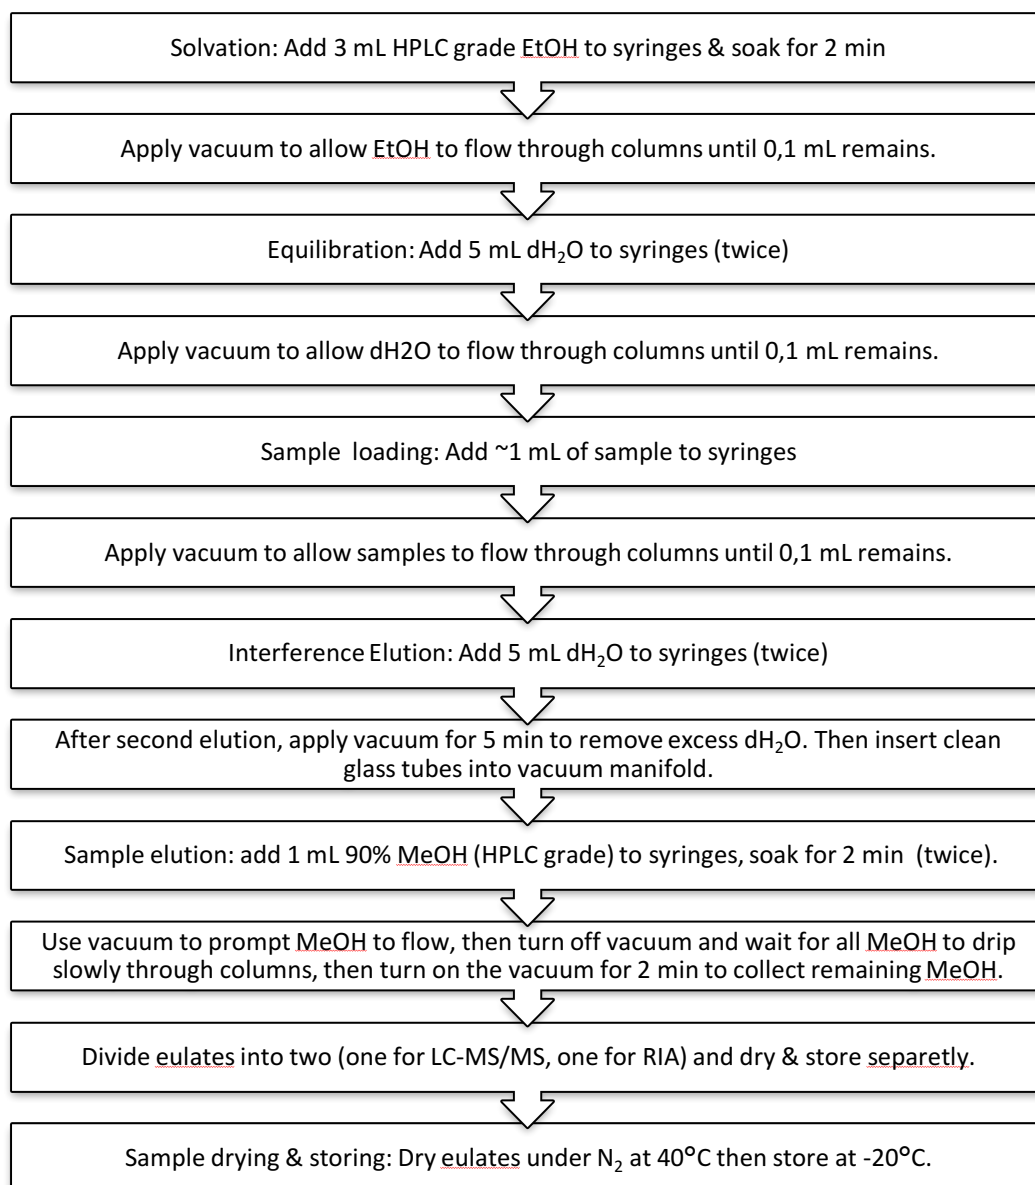 Solvation: Add 3 mL HPLC grade EtOH to syringes & soak for 2 min
Apply vacuum to allow EtOH to flow through columns until 0,1 mL remains.
Equilibration: Add 5 mL dH₂O to syringes (twice)
Apply vacuum to allow dH2O to flow through columns until 0,1 mL remains.
Sample loading: Add ~1 mL of sample to syringes
Apply vacuum to allow samples to flow through columns until 0,1 mL remains.
Interference Elution: Add 5 mL dH₂O to syringes (twice)
After second elution, apply vacuum for 5 min to remove excess dH₂O. Then insert clean
glass tubes into vacuum manifold.
Sample elution: add 1 mL 90% MeOH (HPLC grade) to syringes, soak for 2 min (twice).
Use vacuum to prompt MeOH to flow, then turn off vacuum and wait for all MeOH to drip
slowly through columns, then turn on the vacuum for 2 min to collect remaining MeOH.
Divide eulates into two (one for LC-MS/MS, one for RIA) and dry & store separetly.
Sample drying & storing: Dry eulates under N₂ at 40°C then store at -20°C.